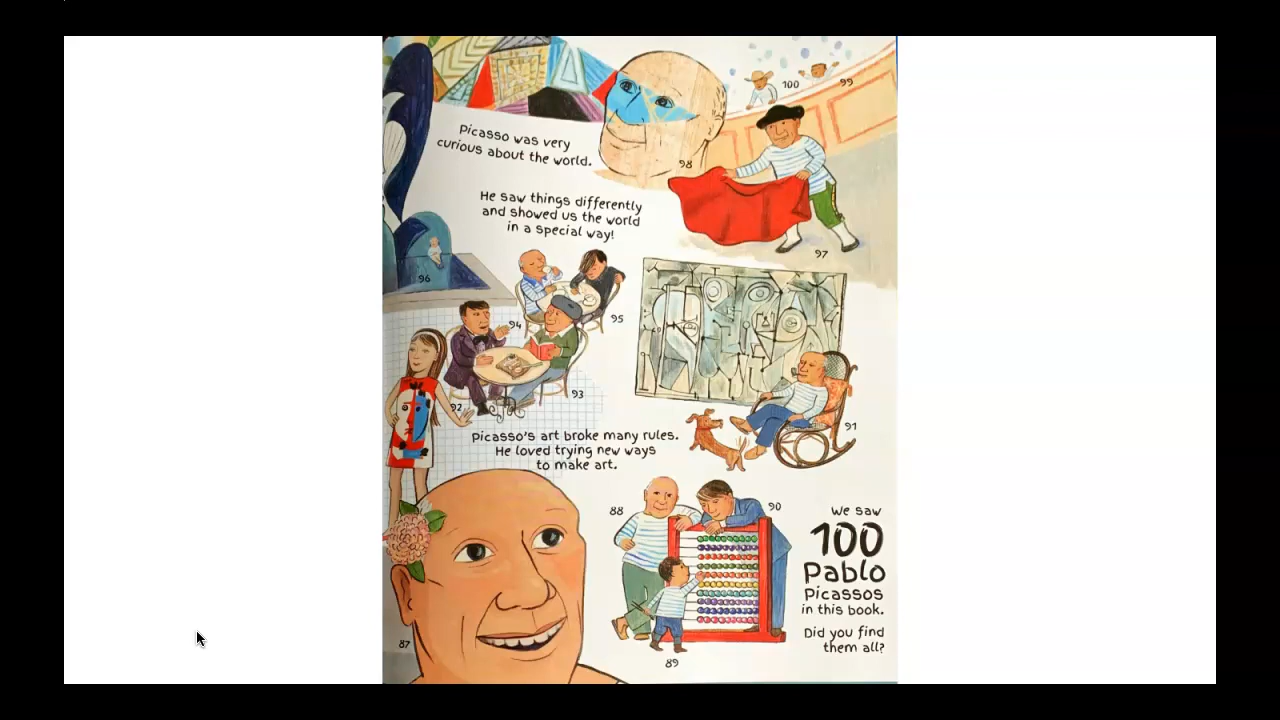 100
99
Picasso was very
curious about the world.
98
He saw things differently
and showed us the world
in a special way!
97
96
94
95
93
92
91
Picasso's art broke many rules.
He loved trying new ways
to make art.
88
90
We saw
100
Pablo
Picassos
in this book.
Did you find
them all?
87
89